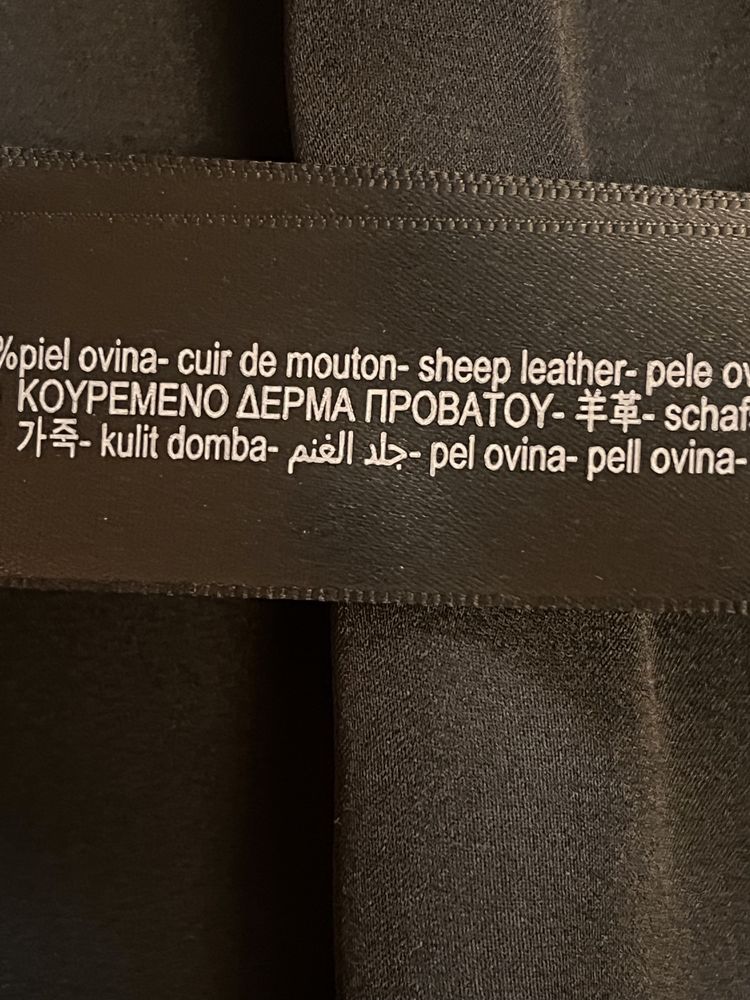 %piel ovina- cuir de mouton- sheep leather- pele ov
ΚΟΥΡΕΜΕΝΟ ΔΕΡΜΑ ΠΡΟΒΑΤΟΥ- 羊革- schaf
가죽- kulit domba- جلد الغنم- pel ovina- pell ovina-